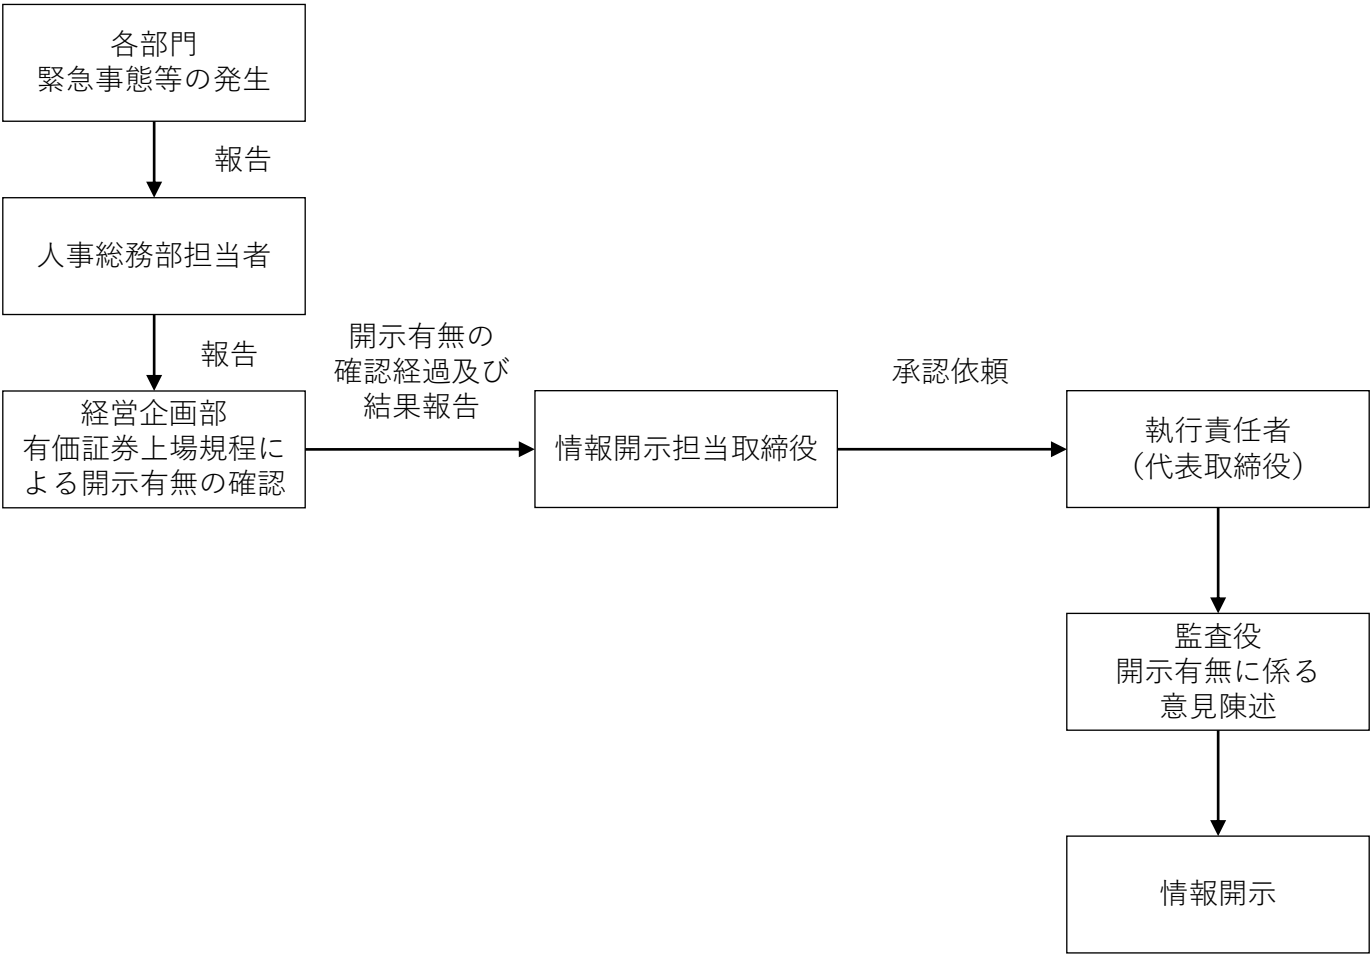 各部門
緊急事態等の発生
報告
人事総務部担当者
報告
経営企画部
有価証券上場規程に
よる開示有無の確認
開示有無の
確認経過及び
結果報告
情報開示担当取締役
承認依頼
執行責任者
（代表取締役）
監査役
開示有無に係る
意見陳述
情報開示